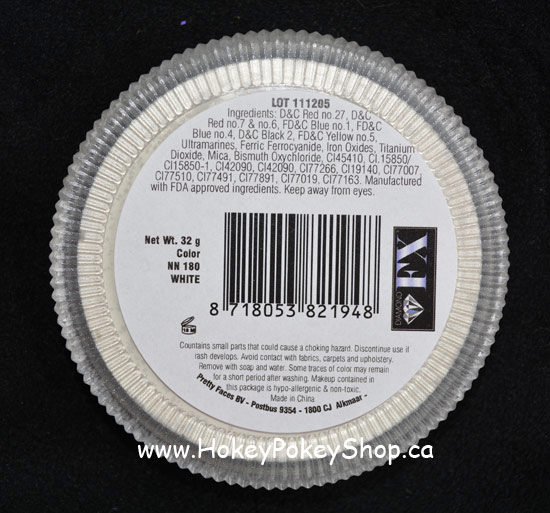 LOT 111205
Ingredients: D&C Red no.27, D&C
Red no.7 & no.6, FD&C Blue no.1, FD&C
Blue no.4, D&C Black 2, FD&C Yellow no.5,
Ultramarines, Ferric Ferrocyanide, Iron Oxides, Titanium
Dioxide, Mica, Bismuth Oxychloride, CI45410, CI.15850/
CI15850-1, CI42090, CI42090, CI77266, CI19140, CI77007,
CI77510, CI77491, CI77891, CI77019, CI77163. Manufactured
with FDA approved ingredients. Keep away from eyes.
Net Wt. 32 g
Color
NN 180
WHITE
8 718053 821948
DIAMOND
FX
18 M
Countains small parts that could cause a choking hazard. Discontinue use it
rash develops. Avoid contact with fabrics, carpets and upholstery.
Remove with soap and water. Some traces of color may remain
for a short period after washing. Makeup contained in
this package is hypo-allergenic & non-toxic.
Made in China
Pretty Faces BV - Postbus 9354 - 1800 CJ Alkmaar -
www.HokeyPokeyShop.ca